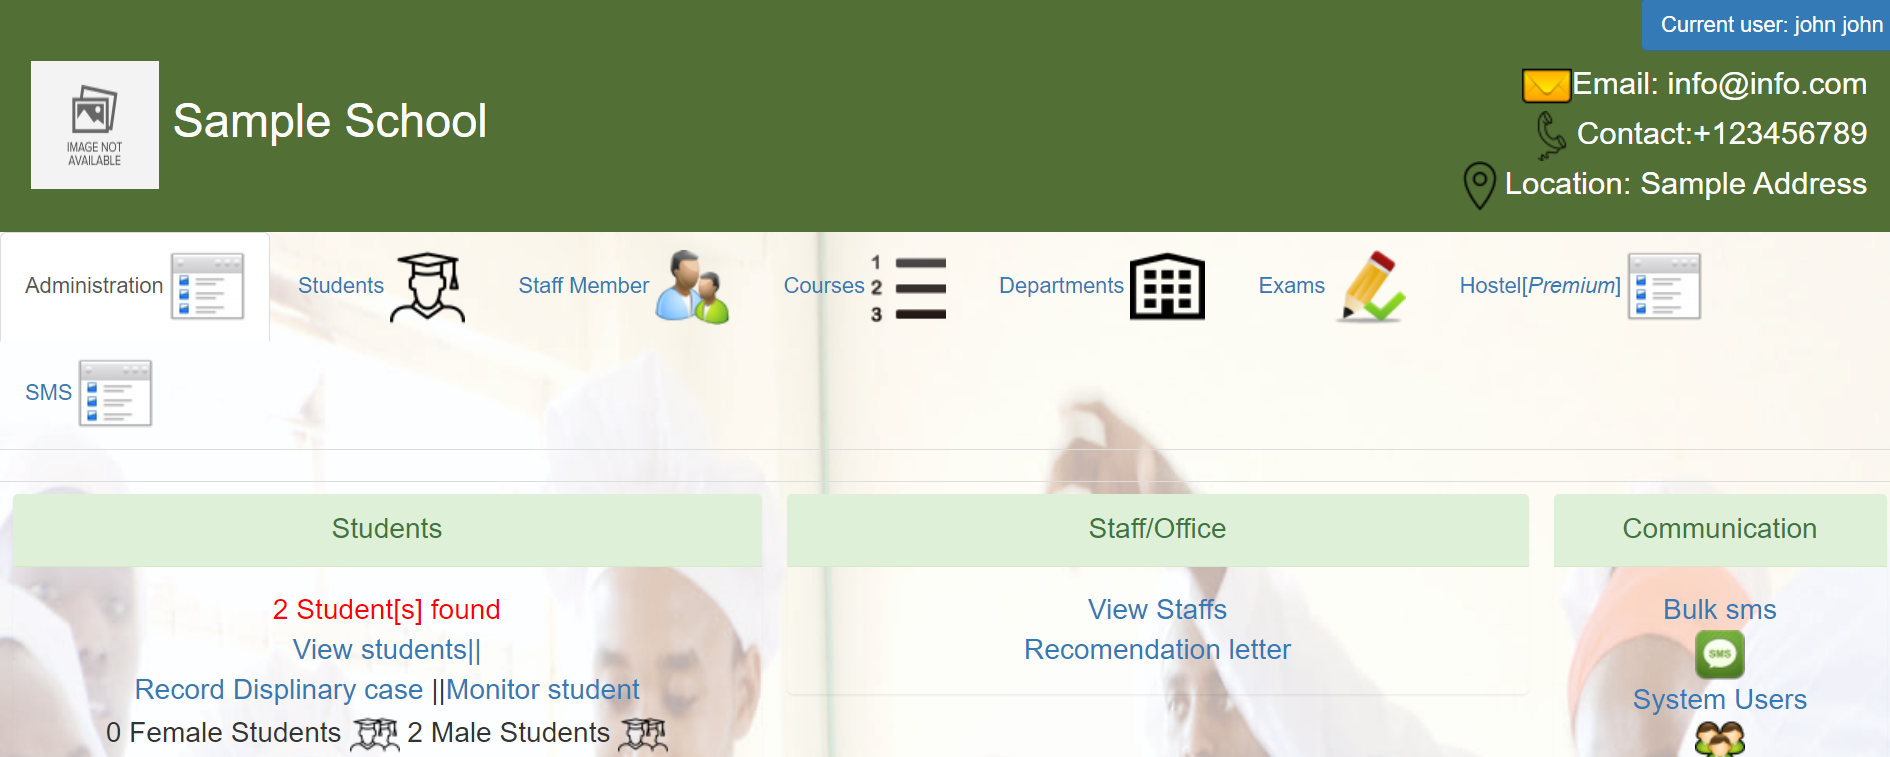 Current user: john john
IMAGE NOT
AVAILABLE
Sample School
Email: info@info.com
Contact:+123456789
Location: Sample Address
Administration
Students
Staff Member
Courses
1
2
3
Departments
Exams
Hostel[Premium]
SMS
Students
2 Student[s] found
View students||
Record Displinary case ||Monitor student
0 Female Students 2 Male Students
Staff/Office
View Staffs
Recomendation letter
Communication
Bulk sms
SMS
System Users